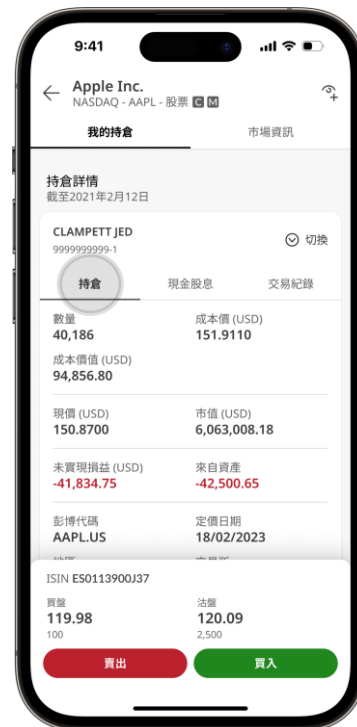 9:41
Apple Inc.
NASDAQ - AAPL - 股票 C M
我的持倉 市場資訊
持倉詳情
截至2021年2月12日
CLAMPETT JED
9999999999-1
切換
持倉 現金股息 交易紀錄
數量 成本價 (USD)
40,186 151.9110
成本價值 (USD)
94,856.80
現價 (USD) 市值 (USD)
150.8700 6,063,008.18
未實現損益 (USD) 來自資產
-41,834.75 -42,500.65
彭博代碼 定價日期
AAPL.US 18/02/2023
ISIN ES0113900J37
買盤 沽盤
119.98 120.09
100 2,500
賣出 買入